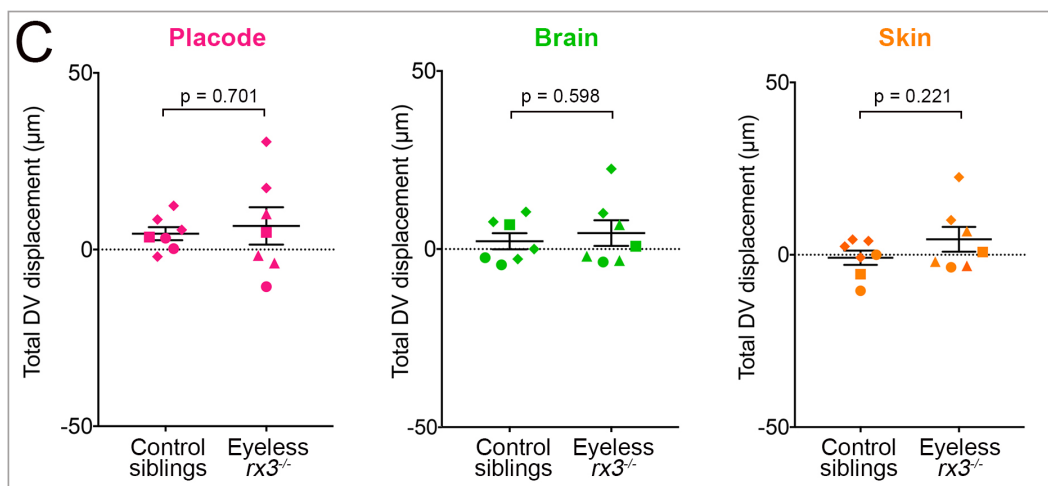 C
Placode
Brain
Skin
Total DV displacement (µm)
50
0
-50
p = 0.701
Control
siblings
Eyeless
rx3-/-
Total DV displacement (µm)
50
0
-50
p = 0.598
Control
siblings
Eyeless
rx3-/-
Total DV displacement (µm)
50
0
-50
p = 0.221
Control
siblings
Eyeless
rx3-/-